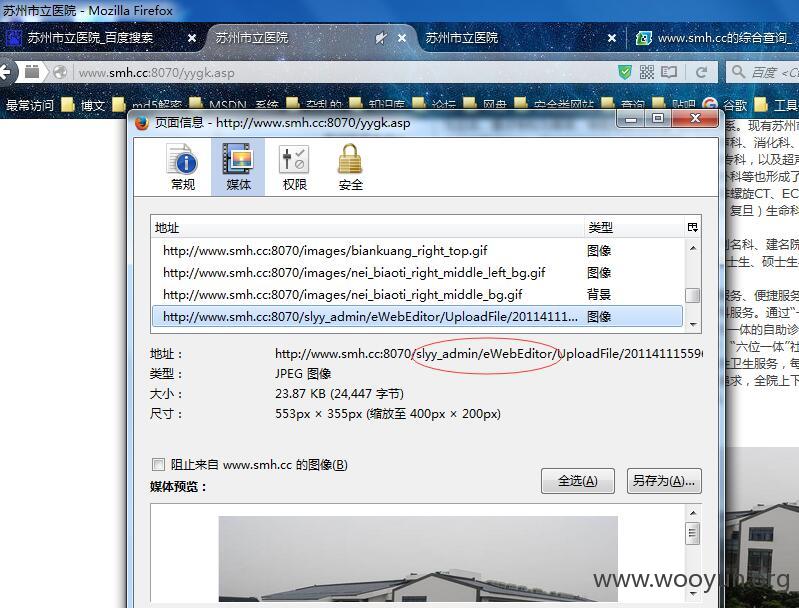 苏州市立医院 - Mozilla Firefox
苏州市立医院_百度搜索
苏州市立医院
苏州市立医院
www.smh.cc的综合查询_
www.smh.cc:8070/yygk.asp
百度 <C
最常访问 博文 md5解密 MSDN 系统 杂乱的 知识库 论坛 网盘 安全类网站 查询 贴吧 谷歌 工具
页面信息 - http://www.smh.cc:8070/yygk.asp
常规 媒体 权限 安全
地址 类型
http://www.smh.cc:8070/images/biankuang_right_top.gif 图像
http://www.smh.cc:8070/images/nei_biaoti_right_middle_left_bg.gif 图像
http://www.smh.cc:8070/images/nei_biaoti_right_middle_bg.gif 背景
http://www.smh.cc:8070/slyy_admin/eWebEditor/UploadFile/20114111... 图像
地址： http://www.smh.cc:8070/slyy_admin/eWebEditor/UploadFile/2011411159
类型： JPEG 图像
大小： 23.87 KB (24,447 字节)
尺寸： 553px × 355px (缩放至 400px × 200px)
阻止来自 www.smh.cc 的图像(B)
全选(A) 另存为(A)...
媒体预览：
系。现有苏州市
科、消化科、
专科，以及超声
外科等也形成了
螺旋CT、EC
复旦）生命科
名科、建名院
士生、硕士生
服务、便捷服务
服务。通过“一
一体的自助诊
“六位一体”社
卫生服务，每
追求，全院上下
www.wooyun.org